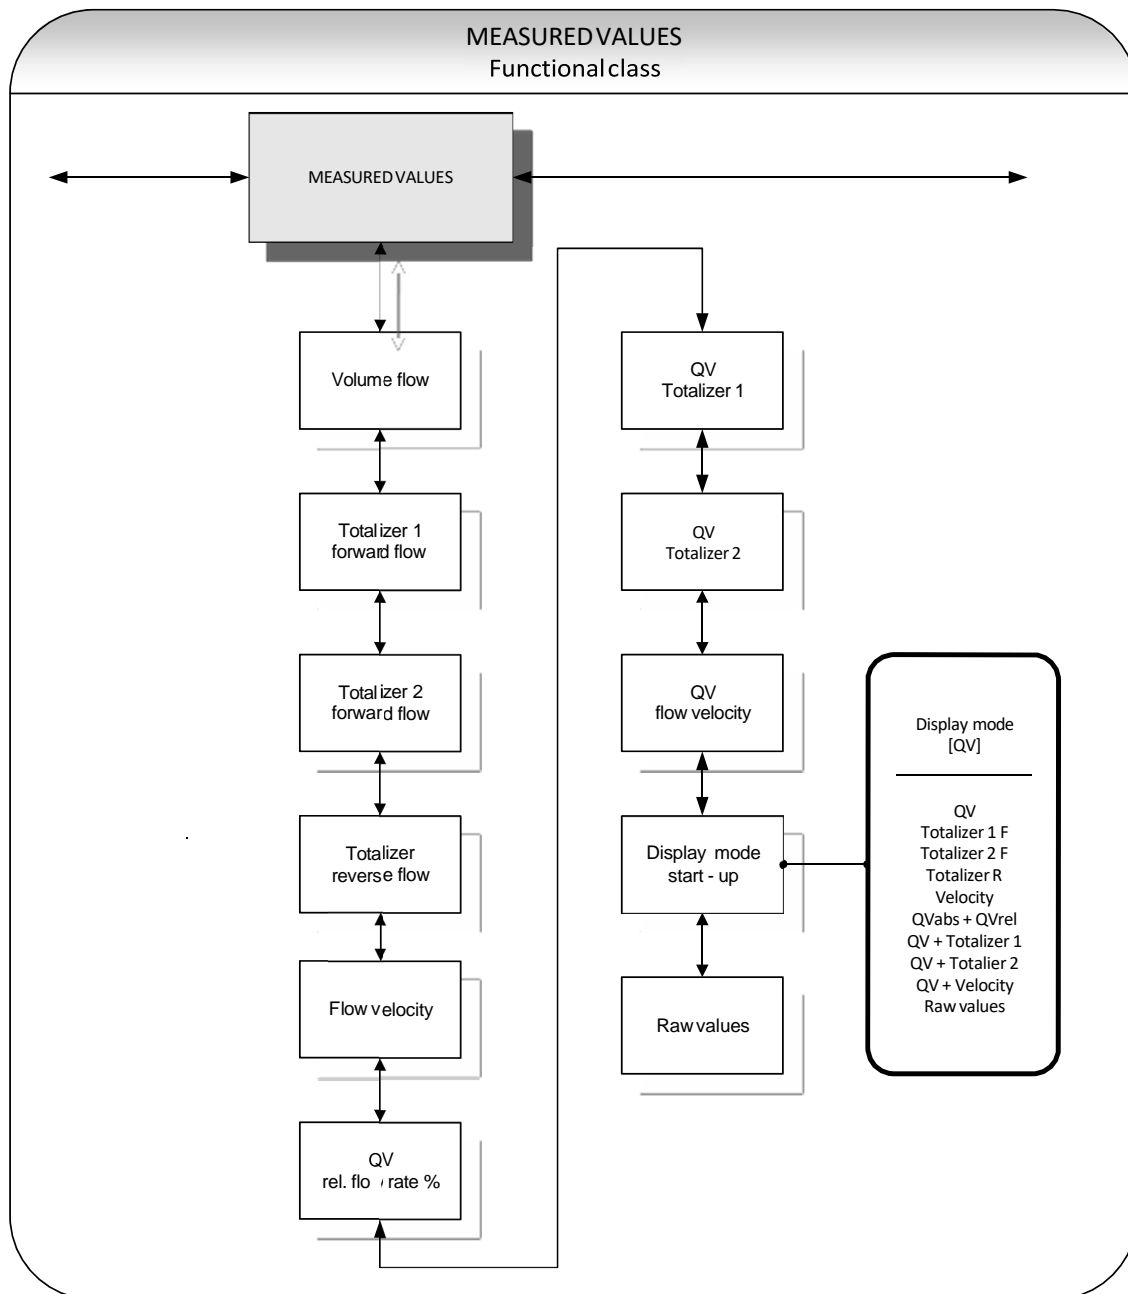 MEASURED VALUES
Functional class
MEASURED VALUES
Volume flow
Totalizer 1
forward flow
Totalizer 2
forward flow
Totalizer
reverse flow
Flow velocity
QV
rel. flow rate %
QV
Totalizer 1
QV
Totalizer 2
QV
flow velocity
Display mode
start - up
Raw values
Display mode
[QV]
QV
Totalizer 1 F
Totalizer 2 F
Totalizer R
Velocity
QVabs + QVrel
QV + Totalizer 1
QV + Totalier 2
QV + Velocity
Raw values